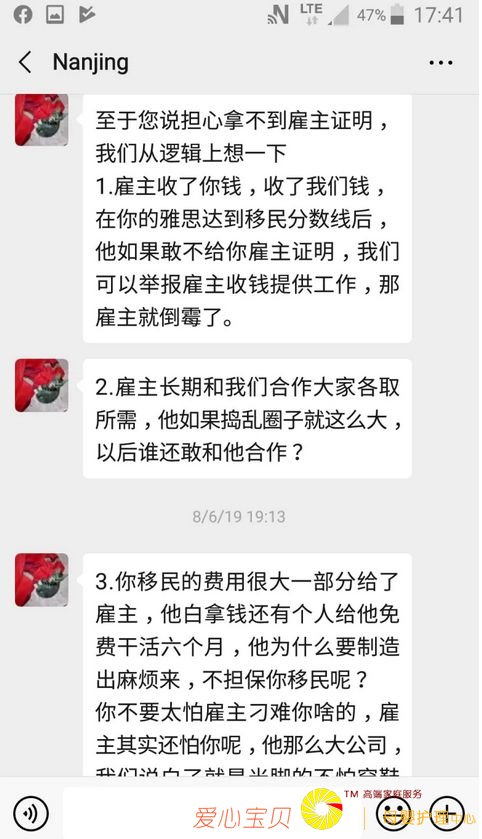 LTE
47%
17:41
Nanjing
至于您说担心拿不到雇主证明，
我们从逻辑上想一下
1.雇主收了你钱，收了我们钱，
在你的雅思达到移民分数线后，
他如果敢不给你雇主证明，我们
可以举报雇主收钱提供工作，那
雇主就倒霉了。
2.雇主长期和我们合作大家各取
所需，他如果捣乱圈子就这么大，
以后谁还敢和他合作？
8/6/19 19:13
3.你移民的费用很大一部分给了
雇主，他白拿钱还有个人给他免
费干活六个月，他为什么要制造
出麻烦来，不担保你移民呢？
你不要太怕雇主刁难你啥的，雇
主其实还怕你呢，他那么大公司，
我们说白了就是光脚的不怕穿鞋
爱心宝贝
TM 高端家庭服务
护理中心